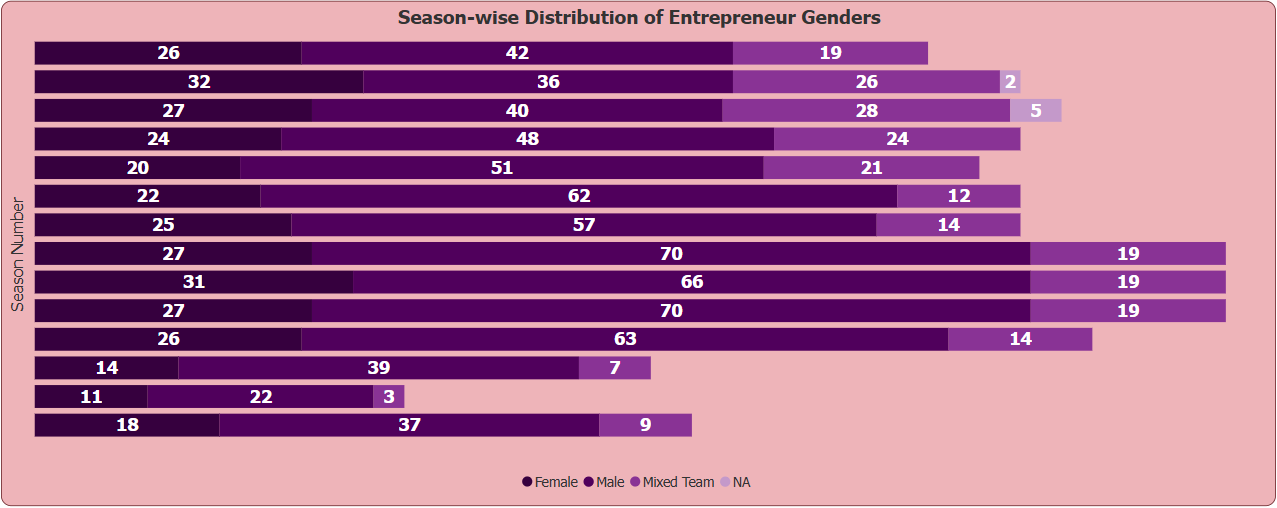 Season-wise Distribution of Entrepreneur Genders
26 42 19
32 36 26 2
27 40 28 5
24 48 24
20 51 21
22 62 12
25 57 14
27 70 19
31 66 19
27 70 19
26 63 14
14 39 7
11 22 3
18 37 9
Season Number
Female Male Mixed Team NA